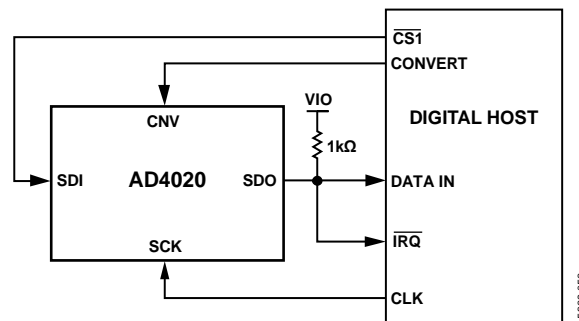 CS1
CONVERT
CNV
VIO
DIGITAL HOST
1kΩ
SDI
AD4020
SDO
DATA IN
IRQ
SCK
CLK